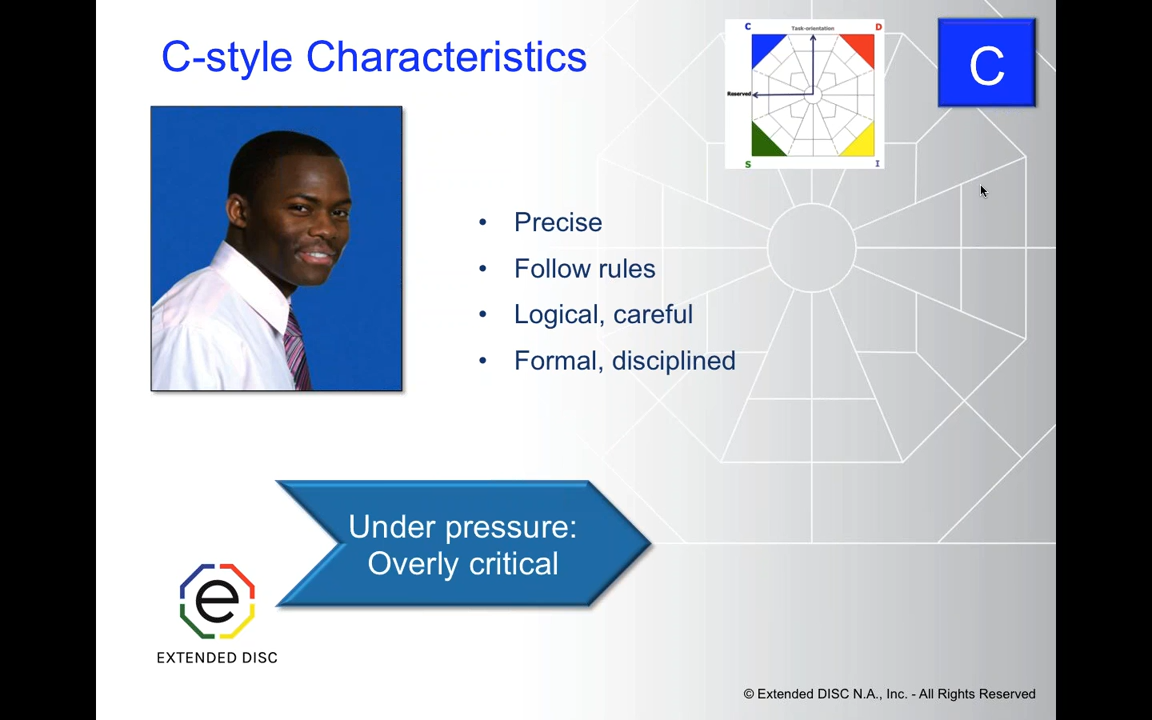 C-style Characteristics
C
Task-orientation
D
Reserved
S
I
C
• Precise
• Follow rules
• Logical, careful
• Formal, disciplined
Under pressure:
Overly critical
e
EXTENDED DISC
© Extended DISC N.A., Inc. - All Rights Reserved